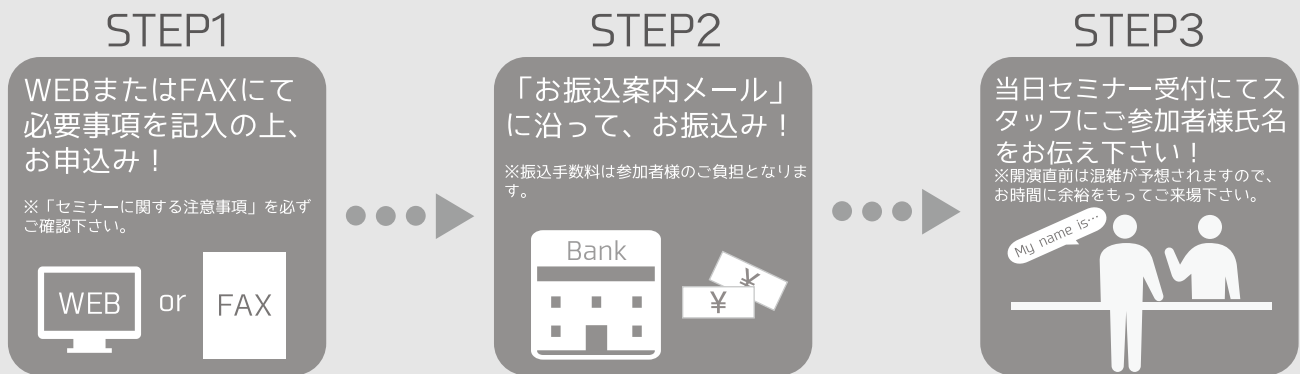 STEP1
WEBまたはFAXにて
必要事項を記入の上、
お申込み！
※「セミナーに関する注意事項」を必ず
ご確認下さい。
WEB
or
FAX
STEP2
「お振込案内メール」
に沿って、お振込み！
※振込手数料は参加者様のご負担となりま
す。
Bank
¥
¥
STEP3
当日セミナー受付にてス
タッフにご参加者様氏名
をお伝え下さい！
※開演直前は混雑が予想されますので、
お時間に余裕をもってご来場下さい。
My name is…